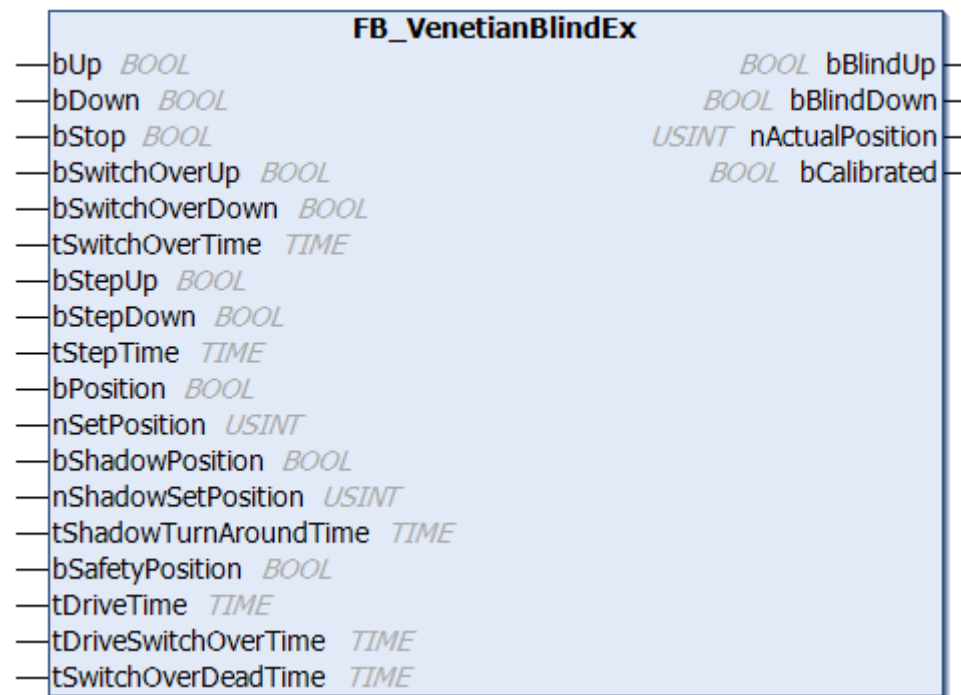 FB_VenetianBlindEx
bUp BOOL BOOL bBlindUp
bDown BOOL BOOL bBlindDown
bStop BOOL USINT nActualPosition
bSwitchOverUp BOOL BOOL bCalibrated
bSwitchOverDown BOOL
tSwitchOverTime TIME
bStepUp BOOL
bStepDown BOOL
tStepTime TIME
bPosition BOOL
nSetPosition USINT
bShadowPosition BOOL
nShadowSetPosition USINT
tShadowTurnAroundTime TIME
bSafetyPosition BOOL
tDriveTime TIME
tDriveSwitchOverTime TIME
tSwitchOverDeadTime TIME